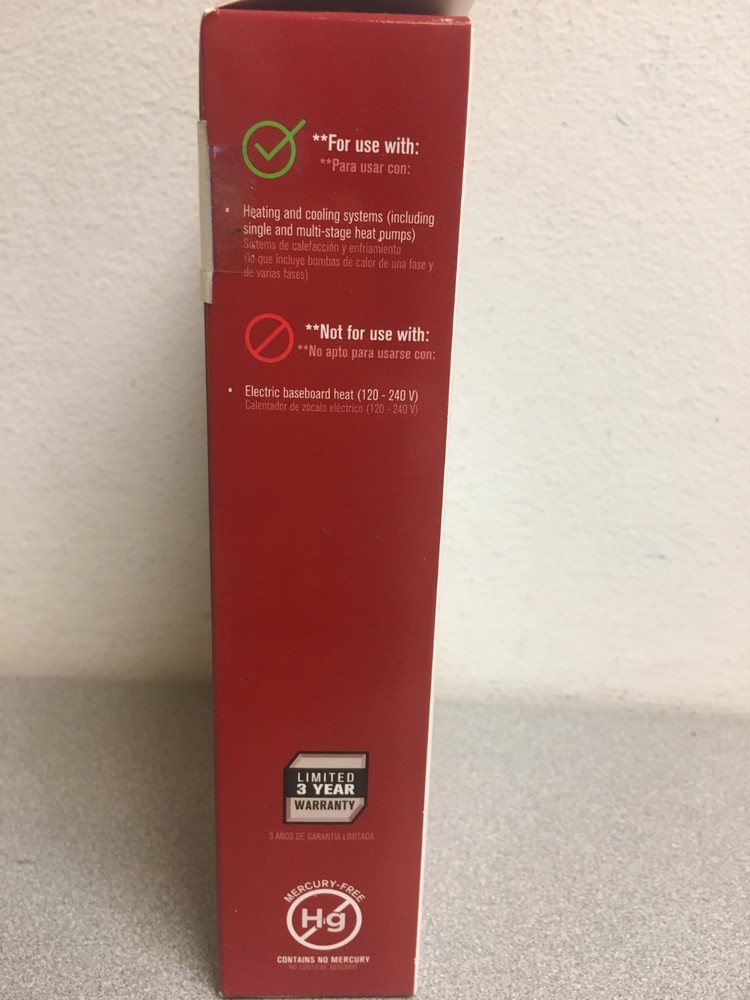 **For use with:
**Para usar con:
• Heating and cooling systems (including
single and multi-stage heat pumps)
Sistems de calefacción y enfriamiento
(lo que incluye bombas de calor de una fase y
de varias fases)
**Not for use with:
**No apto para usarse con:
• Electric baseboard heat (120 - 240 V)
Calentador de zócalo eléctrico (120 - 240 V)
LIMITED
3 YEAR
WARRANTY
3 AÑOS DE GARANTÍA LIMITADA
MERCURY-FREE
Hg
CONTAINS NO MERCURY
NO CONTIENE MERCURIO